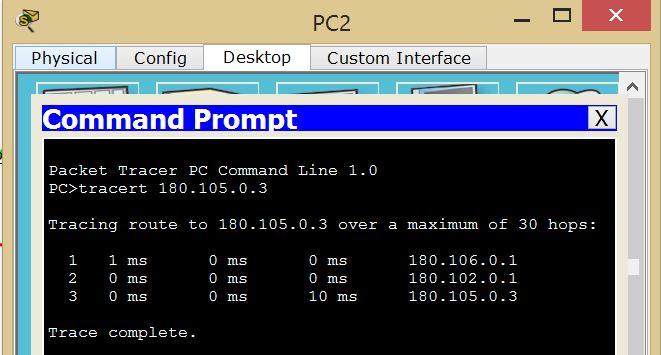 PC2
Physical Config Desktop Custom Interface
Command Prompt X
Packet Tracer PC Command Line 1.0
PC>tracert 180.105.0.3
Tracing route to 180.105.0.3 over a maximum of 30 hops:
1 1 ms 0 ms 0 ms 180.106.0.1
2 0 ms 0 ms 0 ms 180.102.0.1
3 0 ms 0 ms 10 ms 180.105.0.3
Trace complete.